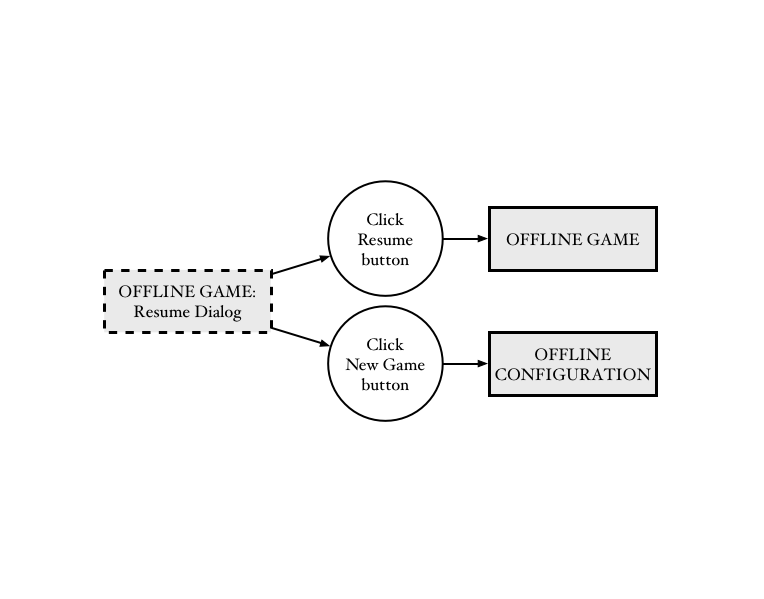 OFFLINE GAME:
Resume Dialog
Click
Resume
button
OFFLINE GAME
Click
New Game
button
OFFLINE
CONFIGURATION